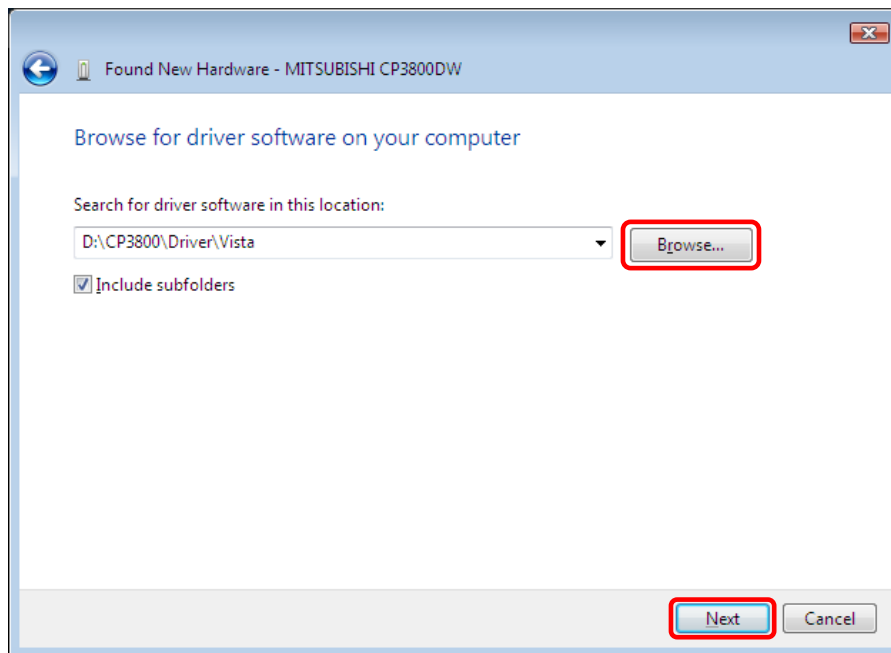 Found New Hardware - MITSUBISHI CP3800DW
Browse for driver software on your computer
Search for driver software in this location:
D:\CP3800\Driver\Vista
Browse...
Include subfolders
Next
Cancel